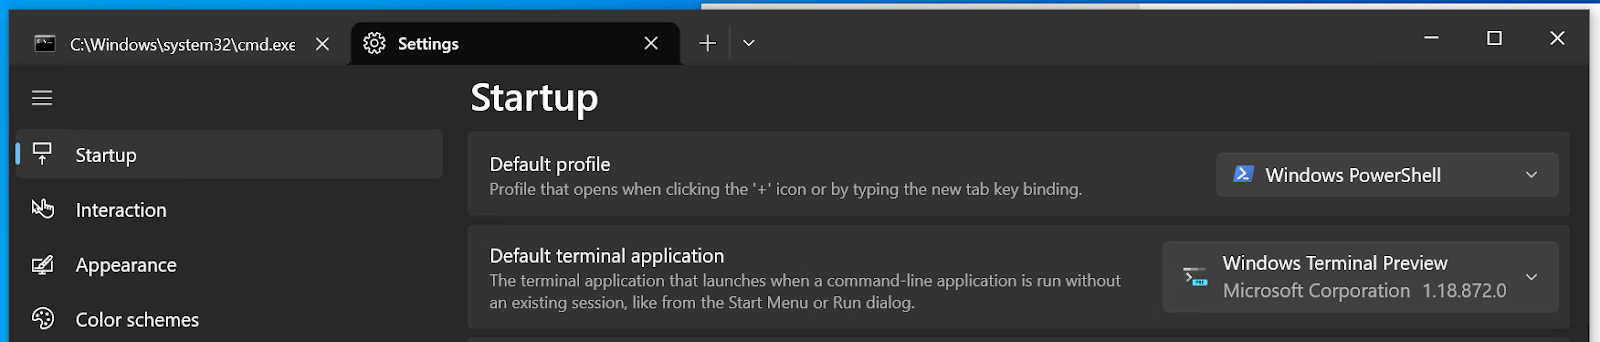 C:\Windows\system32\cmd.exe
Settings
Startup
Startup
Default profile
Profile that opens when clicking the '+' icon or by typing the new tab key binding.
Windows PowerShell
Interaction
Default terminal application
The terminal application that launches when a command-line application is run without
an existing session, like from the Start Menu or Run dialog.
Windows Terminal Preview
Microsoft Corporation 1.18.872.0
Appearance
Color schemes